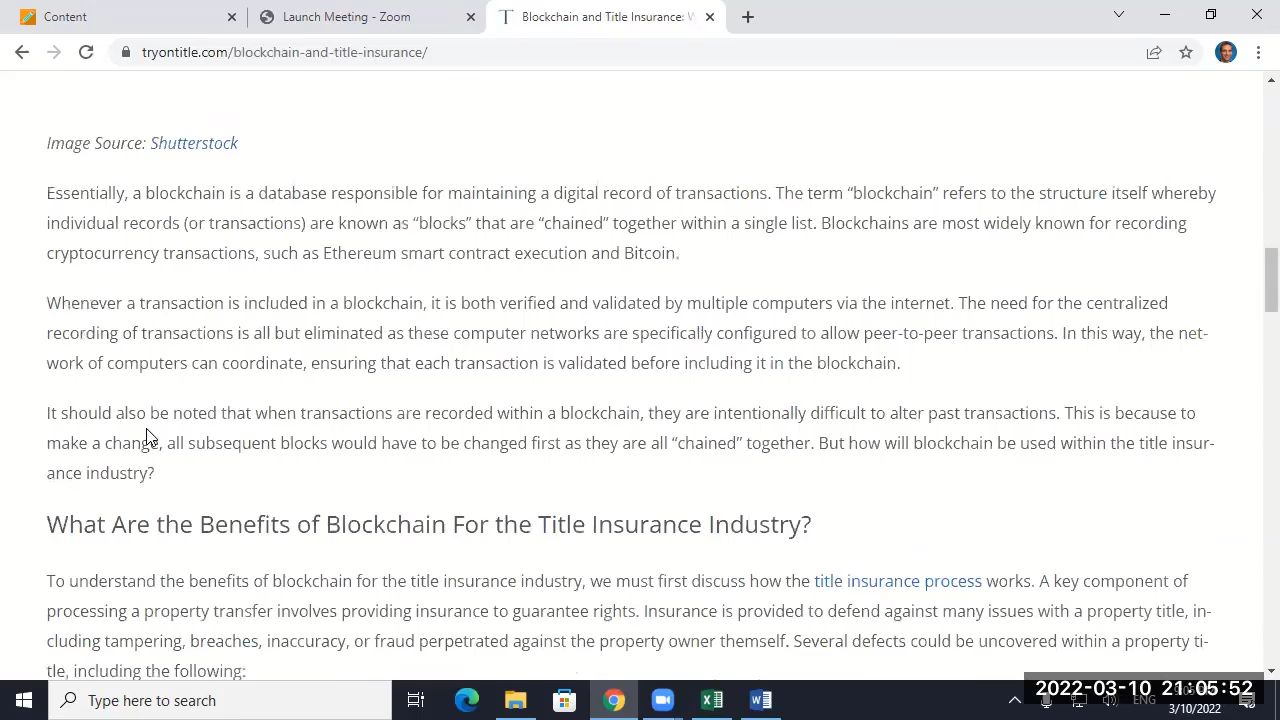 Content
Launch Meeting - Zoom
Blockchain and Title Insurance: W
tryontitle.com/blockchain-and-title-insurance/
Image Source: Shutterstock
Essentially, a blockchain is a database responsible for maintaining a digital record of transactions. The term “blockchain” refers to the structure itself whereby
individual records (or transactions) are known as “blocks” that are “chained” together within a single list. Blockchains are most widely known for recording
cryptocurrency transactions, such as Ethereum smart contract execution and Bitcoin.
Whenever a transaction is included in a blockchain, it is both verified and validated by multiple computers via the internet. The need for the centralized
recording of transactions is all but eliminated as these computer networks are specifically configured to allow peer-to-peer transactions. In this way, the net-
work of computers can coordinate, ensuring that each transaction is validated before including it in the blockchain.
It should also be noted that when transactions are recorded within a blockchain, they are intentionally difficult to alter past transactions. This is because to
make a change, all subsequent blocks would have to be changed first as they are all “chained” together. But how will blockchain be used within the title insur-
ance industry?
What Are the Benefits of Blockchain For the Title Insurance Industry?
To understand the benefits of blockchain for the title insurance industry, we must first discuss how the title insurance process works. A key component of
processing a property transfer involves providing insurance to guarantee rights. Insurance is provided to defend against many issues with a property title, in-
cluding tampering, breaches, inaccuracy, or fraud perpetrated against the property owner themself. Several defects could be uncovered within a property ti-
tle, including the following:
Type here to search
ENG
2022-03-10 21:05:52
3/10/2022